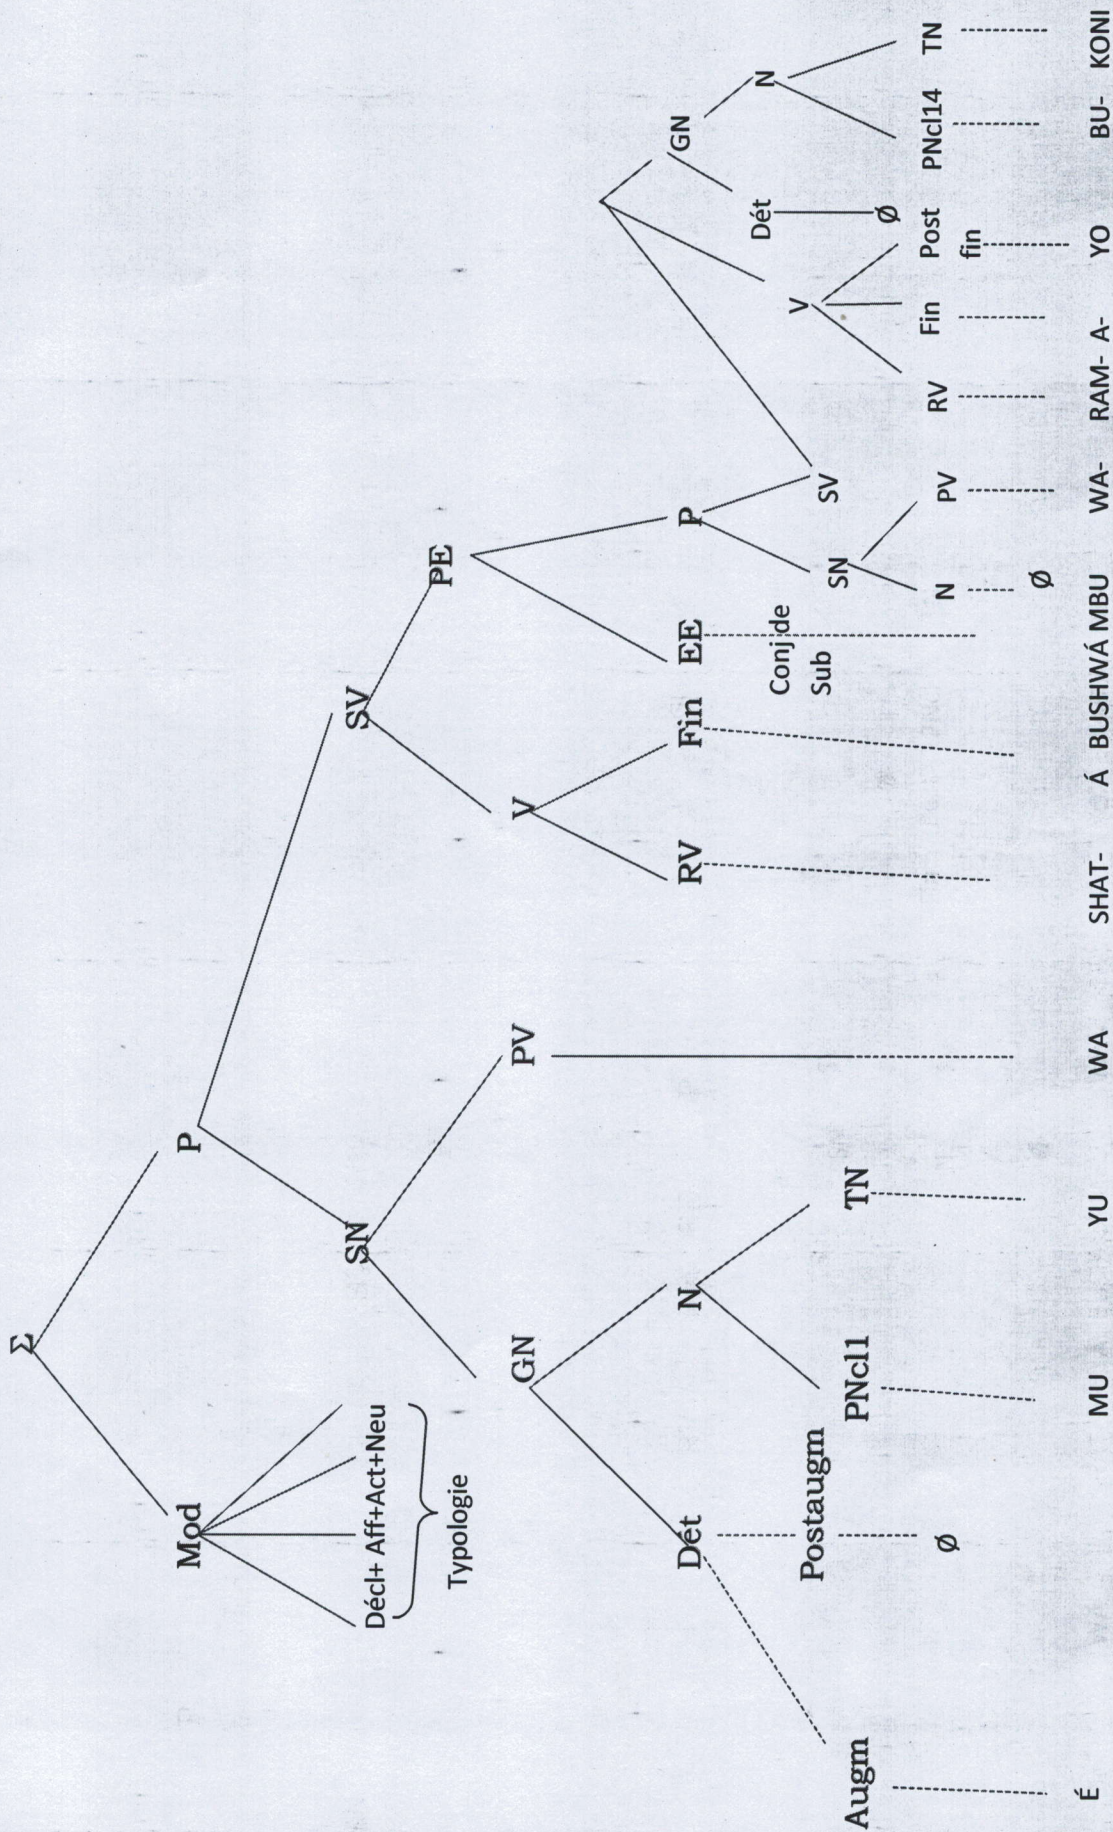 Σ
Mod P
Décl+ Aff+Act+Neu SN SV
Typologie PE
GN PV V
Dét N RV Fin EE P GN
Conj de
Sub
Postaugm Dét N
SN SV V
Augm PNcl1 TN
Ø N PV RV Fin Post
fin
Ø PNcl14 TN
Ø
É MU YU WA SHAT- Á BUSHWÁ MBU WA- RAM- A- YO BU- KONI